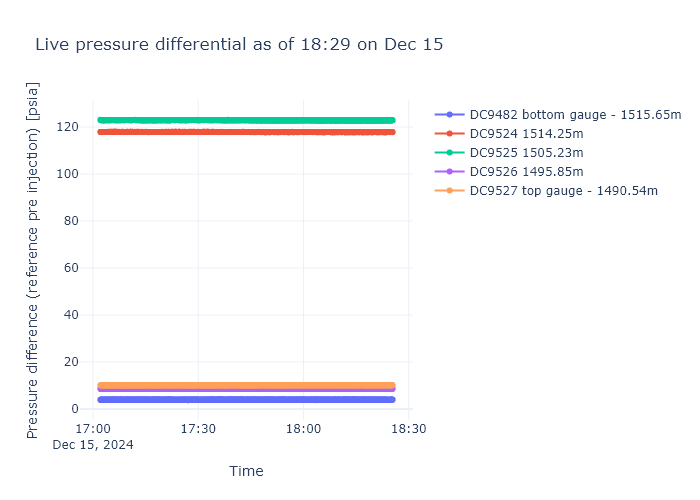 Live pressure differential as of 18:29 on Dec 15
Pressure difference (reference pre injection) [psia]
120
100
80
60
40
20
0
17:00
Dec 15, 2024
17:30
18:00
18:30
Time
DC9482 bottom gauge - 1515.65m
DC9524 1514.25m
DC9525 1505.23m
DC9526 1495.85m
DC9527 top gauge - 1490.54m